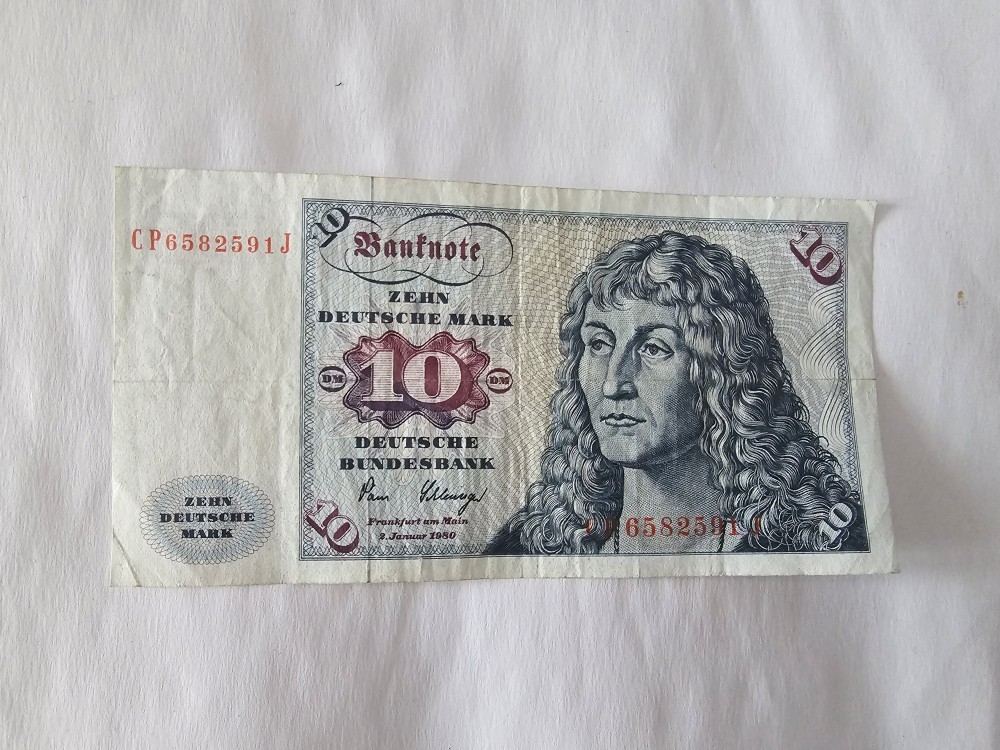 CP6582591J
10
Banknote
10
ZEHN
DEUTSCHE MARK
DM 10 DM
DEUTSCHE
BUNDESBANK
10
Frankfurt am Main
2. Januar 1980
ZEHN
DEUTSCHE
MARK
CP6582591J
10